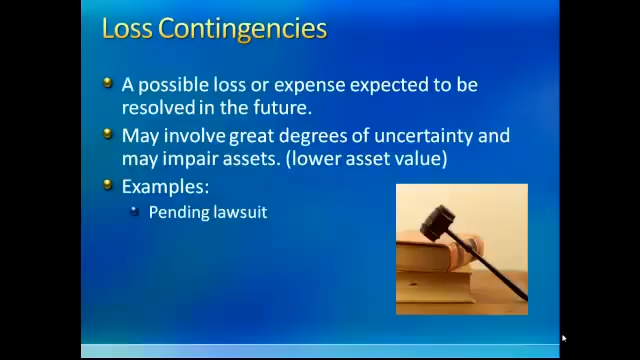 Loss Contingencies
A possible loss or expense expected to be
resolved in the future.
May involve great degrees of uncertainty and
may impair assets. (lower asset value)
Examples:
Pending lawsuit